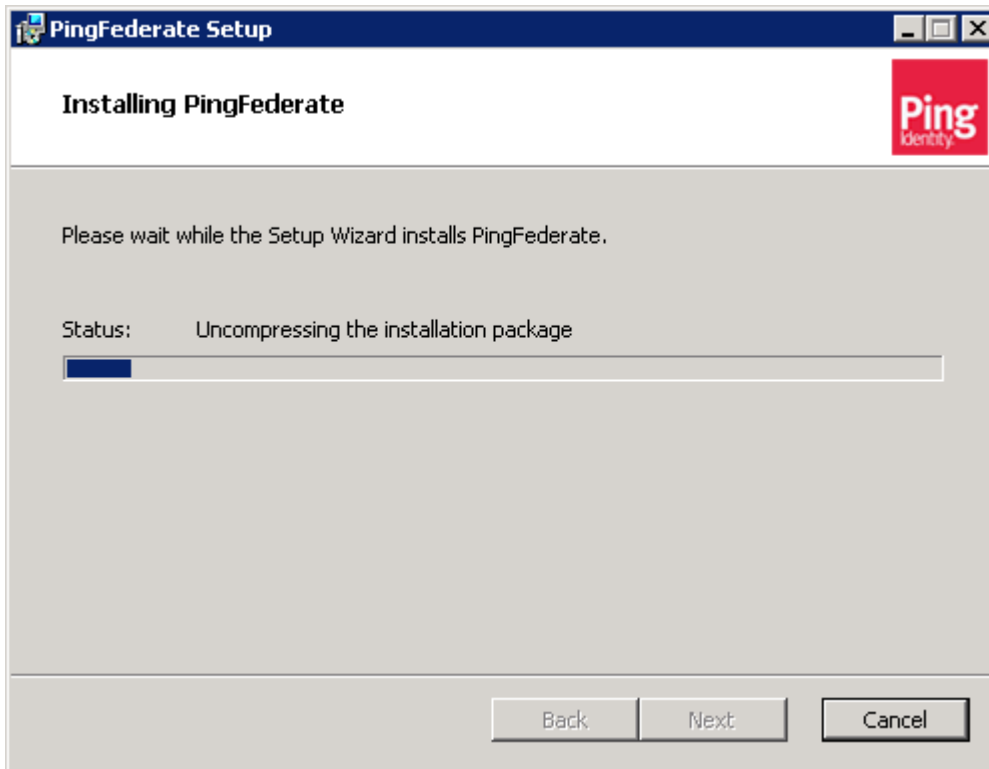 PingFederate Setup
Installing PingFederate
Ping
Identity.
Please wait while the Setup Wizard installs PingFederate.
Status: Uncompressing the installation package
Back Next Cancel